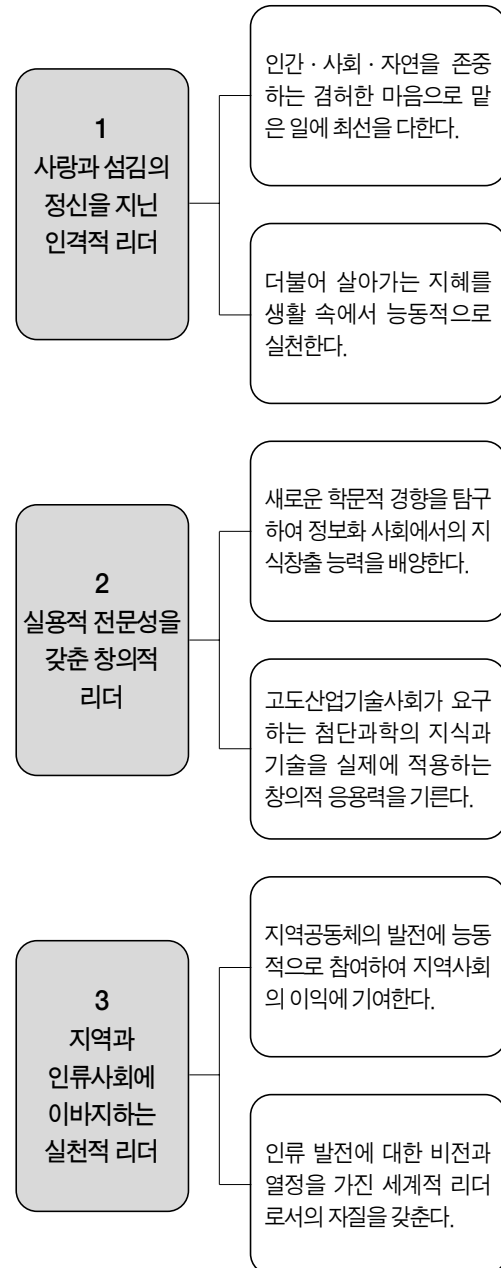 1
사랑과 섬김의
정신을 지닌
인격적 리더
인간 · 사회 · 자연을 존중
하는 겸허한 마음으로 맡
은 일에 최선을 다한다.
더불어 살아가는 지혜를
생활 속에서 능동적으로
실천한다.
2
실용적 전문성을
갖춘 창의적
리더
새로운 학문적 경향을 탐구
하여 정보화 사회에서의 지
식창출 능력을 배양한다.
고도산업기술사회가 요구
하는 첨단과학의 지식과
기술을 실제에 적용하는
창의적 응용력을 기른다.
3
지역과
인류사회에
이바지하는
실천적 리더
지역공동체의 발전에 능동
적으로 참여하여 지역사회
의 이익에 기여한다.
인류 발전에 대한 비전과
열정을 가진 세계적 리더
로서의 자질을 갖춘다.